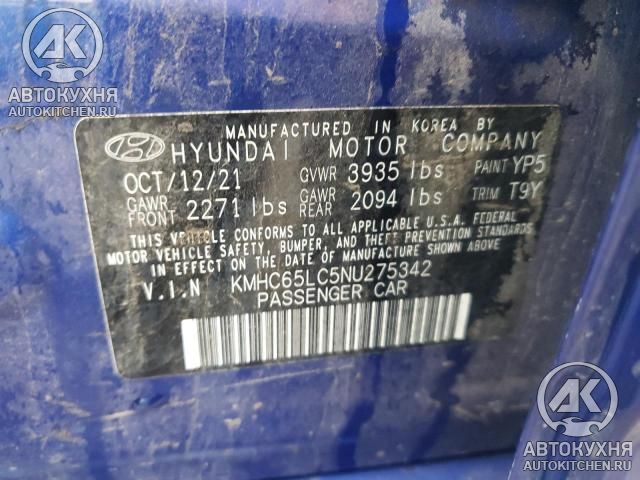 АК
АВТОКУХНЯ
AUTOKITCHEN.RU
MANUFACTURED IN KOREA BY
HYUNDAI MOTOR COMPANY
OCT/12/21 GVWR 3935 lbs PAINT YP5
GAWR FRONT 2271 lbs GAWR REAR 2094 lbs TRIM T9Y
THIS VEHICLE CONFORMS TO ALL APPLICABLE U.S.A. FEDERAL
MOTOR VEHICLE SAFETY, BUMPER, AND THEFT PREVENTION STANDARDS
IN EFFECT ON THE DATE OF MANUFACTURE SHOWN ABOVE.
V.I.N KMHC65LC5NU275342
PASSENGER CAR
АК
АВТОКУХНЯ
AUTOKITCHEN.RU